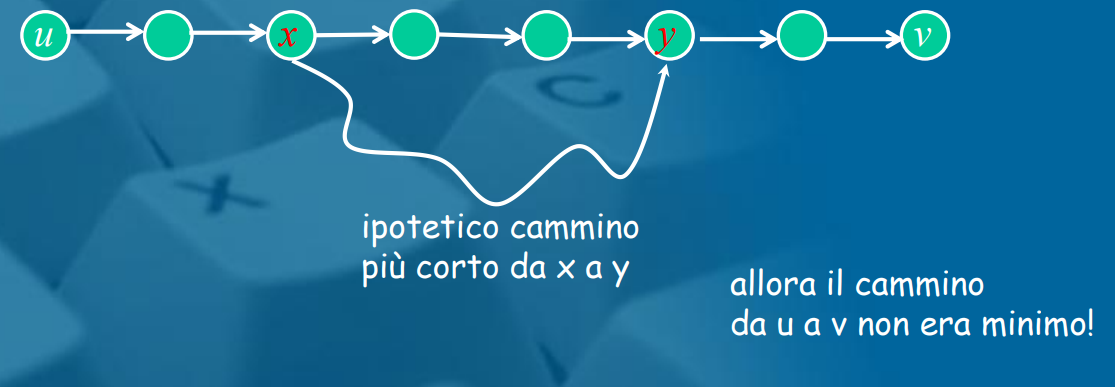 u x y v
ipotetico cammino
più corto da x a y
allora il cammino
da u a v non era minimo!
X
C